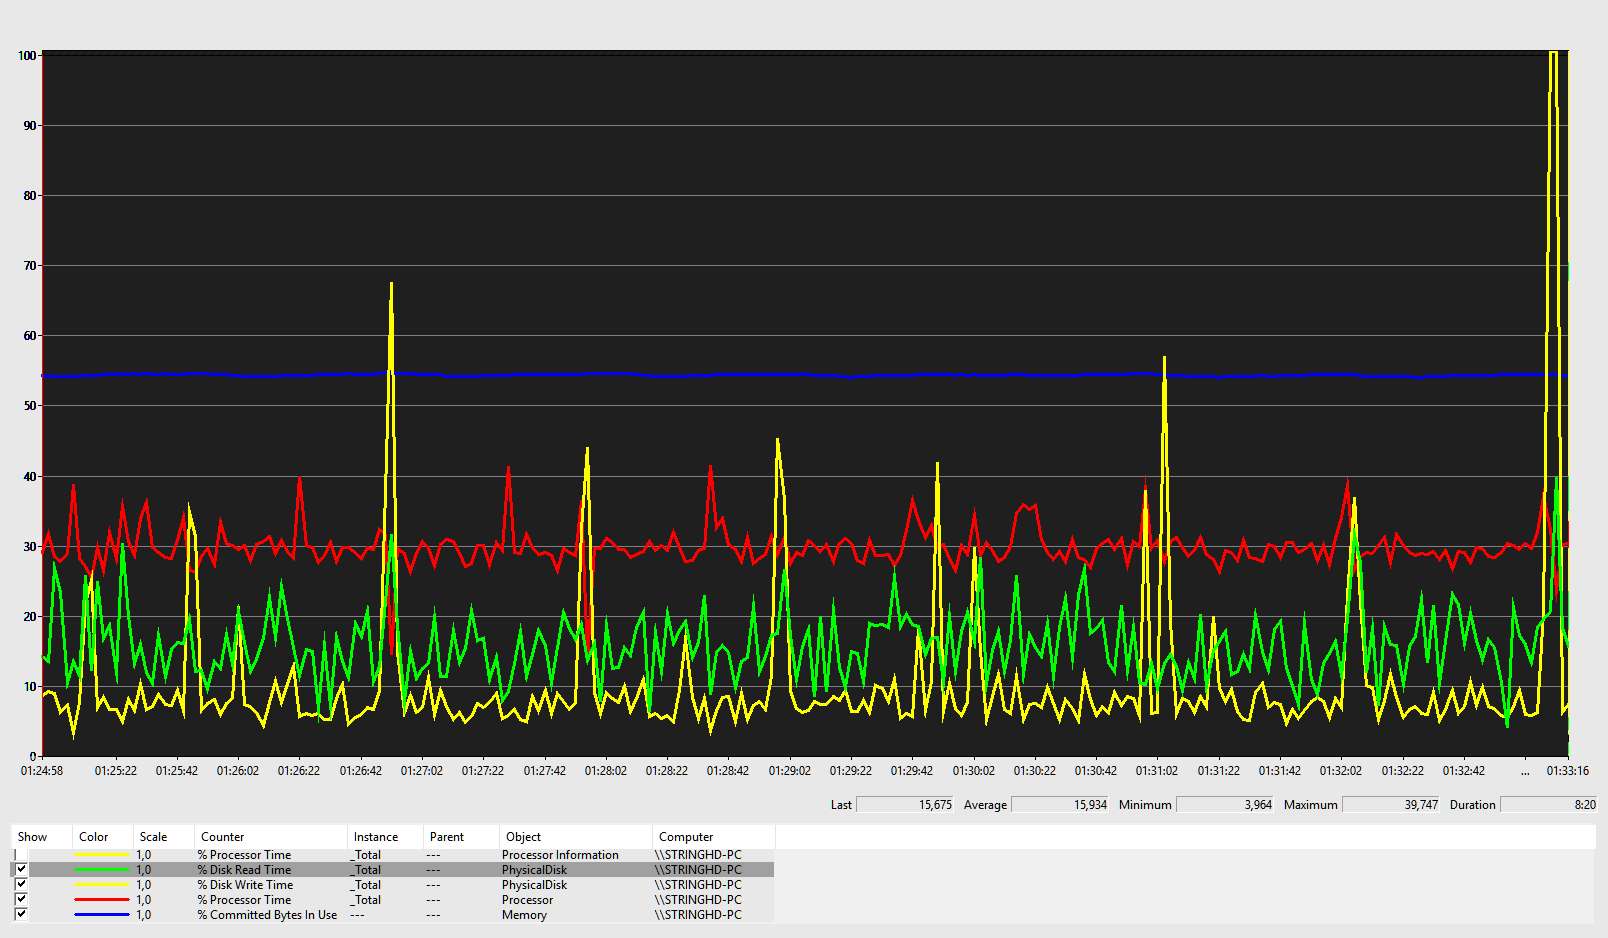 100
90
80
70
60
50
40
30
20
10
0
01:24:58 01:25:22 01:25:42 01:26:02 01:26:22 01:26:42 01:27:02 01:27:22 01:27:42 01:28:02 01:28:22 01:28:42 01:29:02 01:29:22 01:29:42 01:30:02 01:30:22 01:30:42 01:31:02 01:31:22 01:31:42 01:32:02 01:32:22 01:32:42 ... 01:33:16
Last 15,675 Average 15,934 Minimum 3,964 Maximum 39,747 Duration 8:20
Show Color Scale Counter Instance Parent Object Computer
1,0 % Processor Time _Total --- Processor Information \\STRINGHD-PC
1,0 % Disk Read Time _Total --- PhysicalDisk \\STRINGHD-PC
1,0 % Disk Write Time _Total --- PhysicalDisk \\STRINGHD-PC
1,0 % Processor Time _Total --- Processor \\STRINGHD-PC
1,0 % Committed Bytes In Use --- --- Memory \\STRINGHD-PC